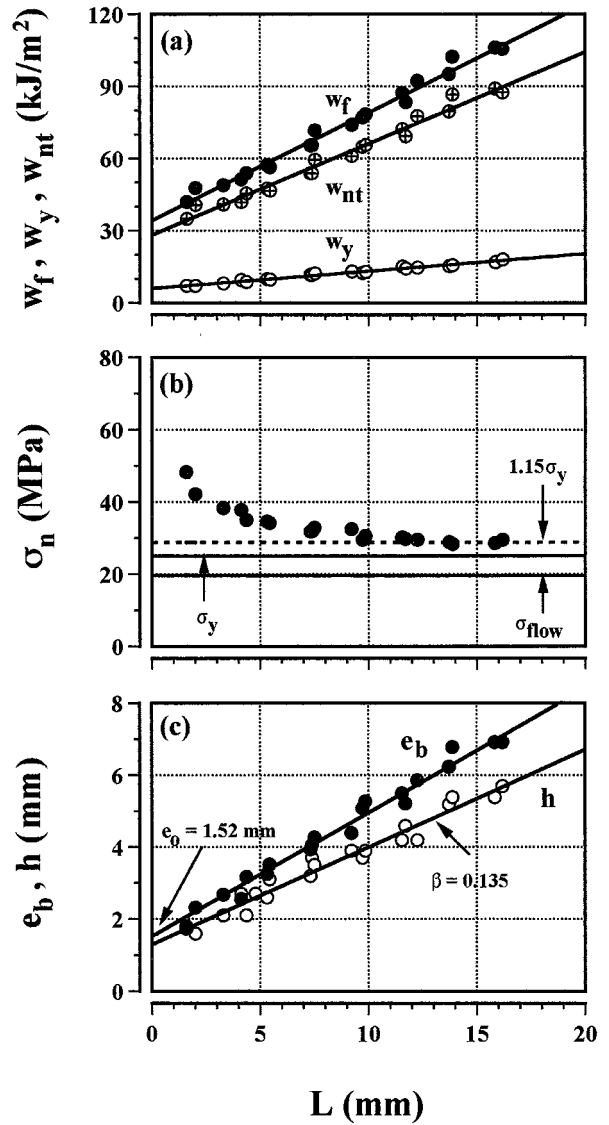 (a)
w_f , w_y , w_nt (kJ/m²)
120
90
60
30
0
w_f
w_nt
w_y
(b)
σ_n (MPa)
80
60
40
20
0
1.15σ_y
σ_y
σ_flow
(c)
e_b , h (mm)
8
6
4
2
0
e_b
h
e_o = 1.52 mm
β = 0.135
0 5 10 15 20
L (mm)